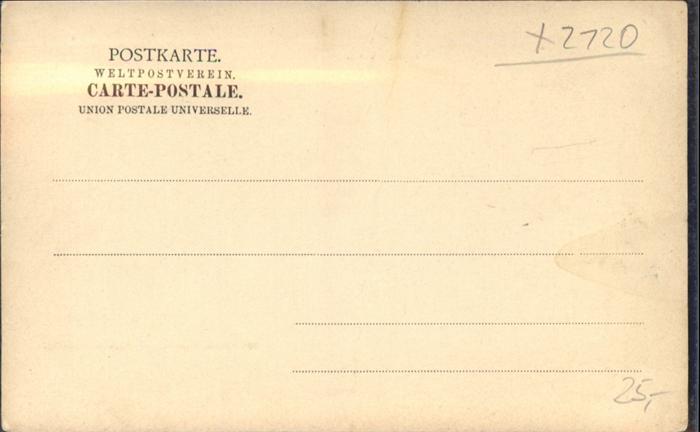 POSTKARTE.
WELTPOSTVEREIN.
CARTE-POSTALE.
UNION POSTALE UNIVERSELLE.
X2720
25,-